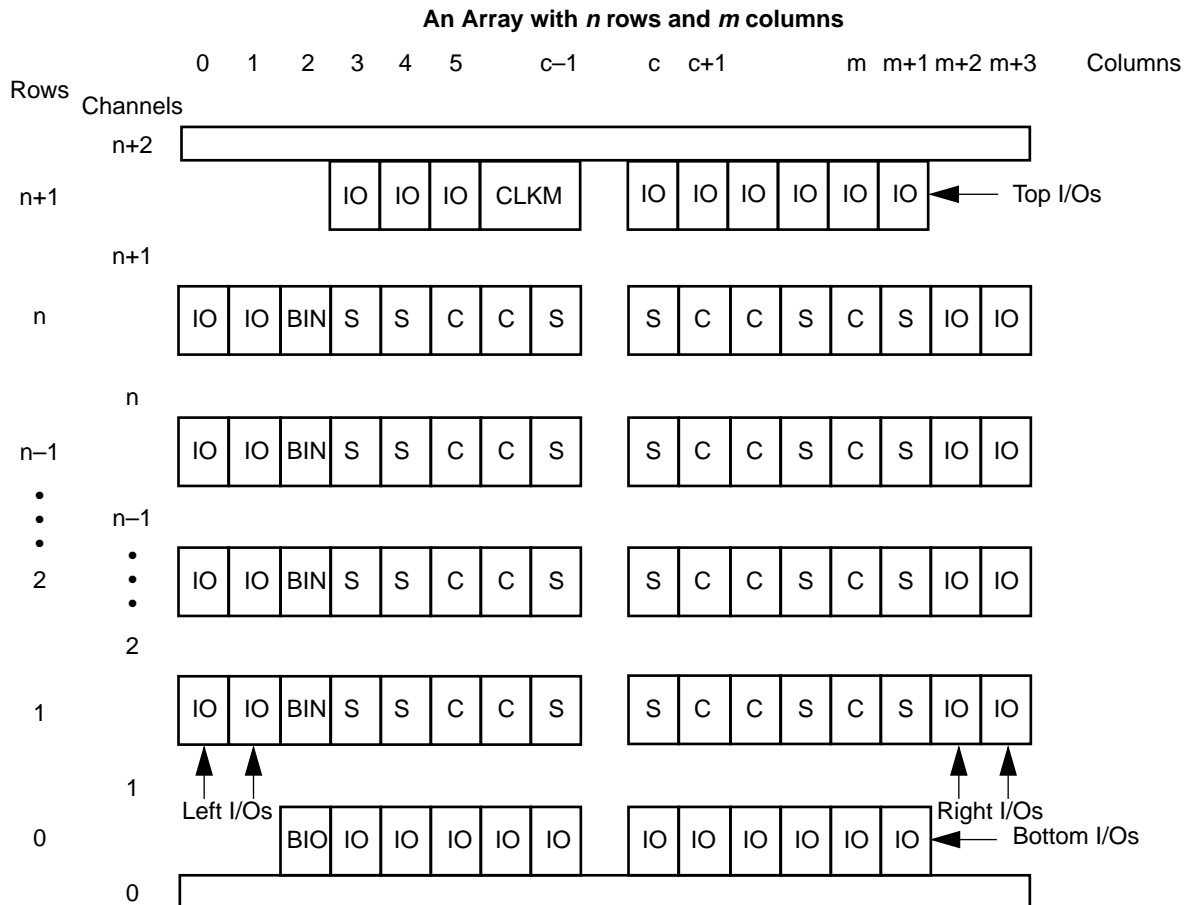 An Array with n rows and m columns
0 1 2 3 4 5 c–1 c c+1 m m+1 m+2 m+3 Columns
Rows
Channels
n+2
n+1 IO IO IO CLKM IO IO IO IO IO IO Top I/Os
n+1
n IO IO BIN S S C C S S C C S C S IO IO
n
n–1 IO IO BIN S S C C S S C C S C S IO IO
n–1
2 IO IO BIN S S C C S S C C S C S IO IO
2
1 IO IO BIN S S C C S S C C S C S IO IO
1
Left I/Os Right I/Os
0 BIO IO IO IO IO IO IO IO IO IO IO IO Bottom I/Os
0